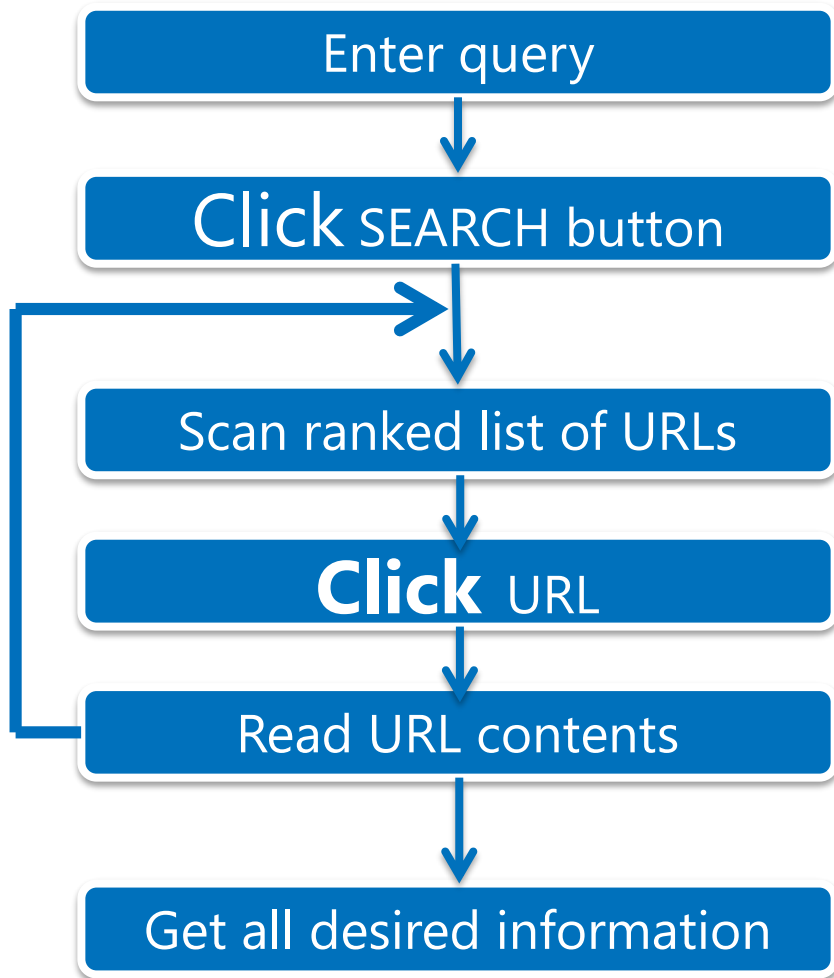 Enter query
Click SEARCH button
Scan ranked list of URLs
Click URL
Read URL contents
Get all desired information